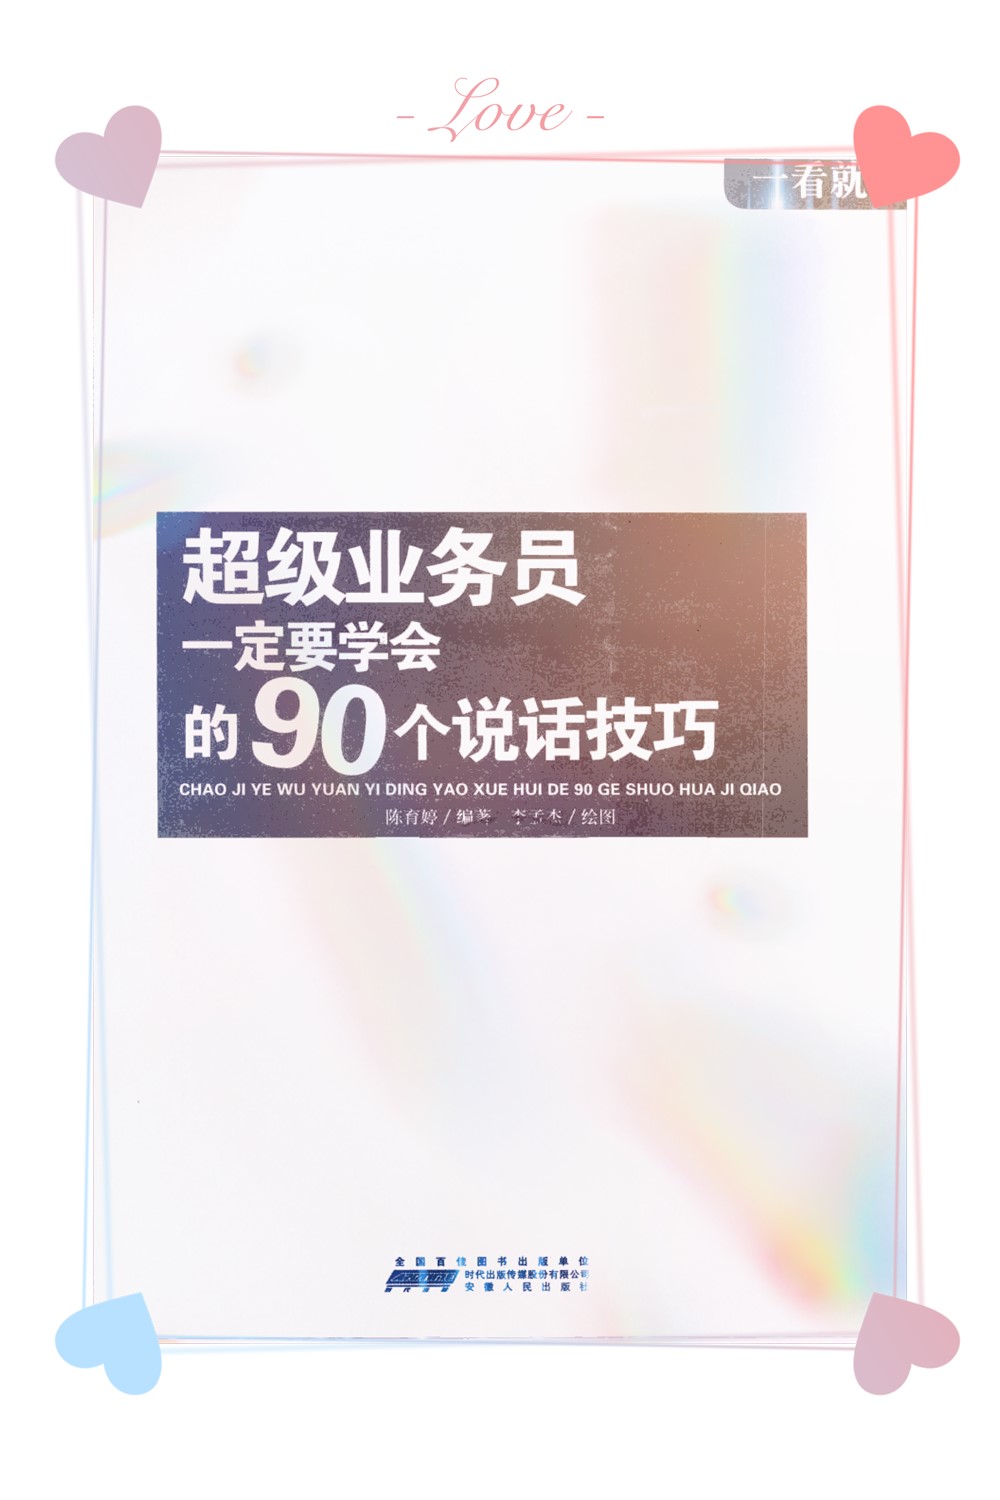 - Love -
一看就
超级业务员
一定要学会
的90个说话技巧
CHAO JI YE WU YUAN YI DING YAO XUE HUI DE 90 GE SHUO HUA JI QIAO
陈育婷/编著 李子杰/绘图
全国百佳图书出版单位
时代出版传媒股份有限公司
安徽人民出版社